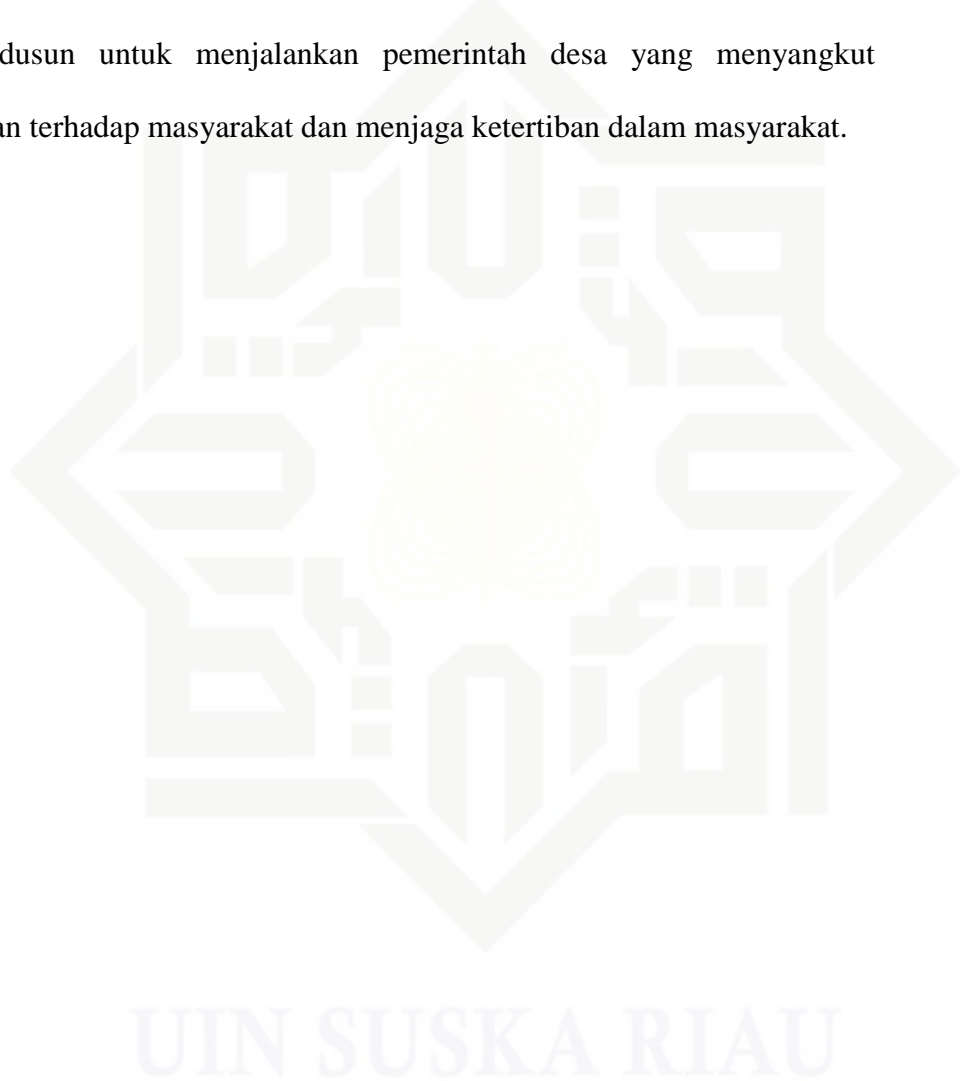 dusun untuk menjalankan pemerintah desa yang menyangkut
an terhadap masyarakat dan menjaga ketertiban dalam masyarakat.
UIN SUSKA RIAU